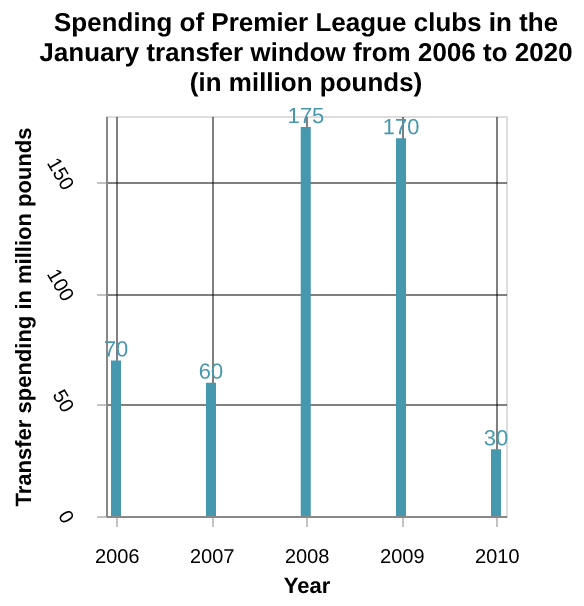 Spending of Premier League clubs in the
January transfer window from 2006 to 2020
(in million pounds)
Transfer spending in million pounds
150
100
50
0
70
60
175
170
30
2006 2007 2008 2009 2010
Year